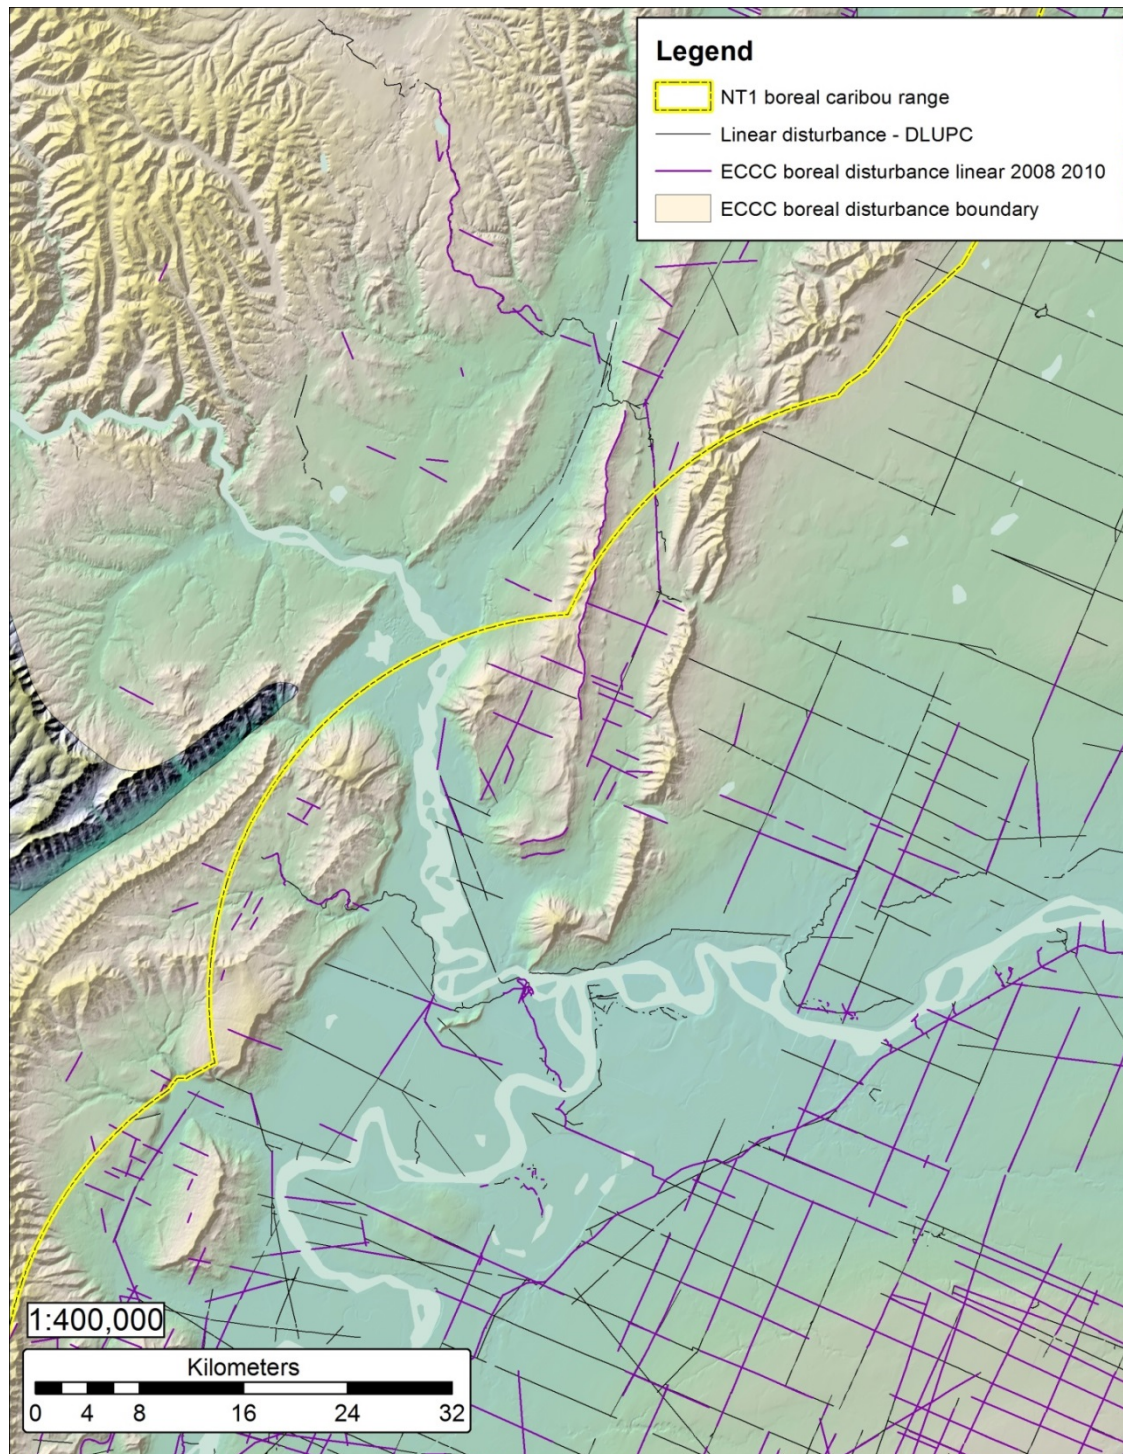 Legend
NT1 boreal caribou range
Linear disturbance - DLUPC
ECCC boreal disturbance linear 2008 2010
ECCC boreal disturbance boundary
1:400,000
Kilometers
0 4 8 16 24 32